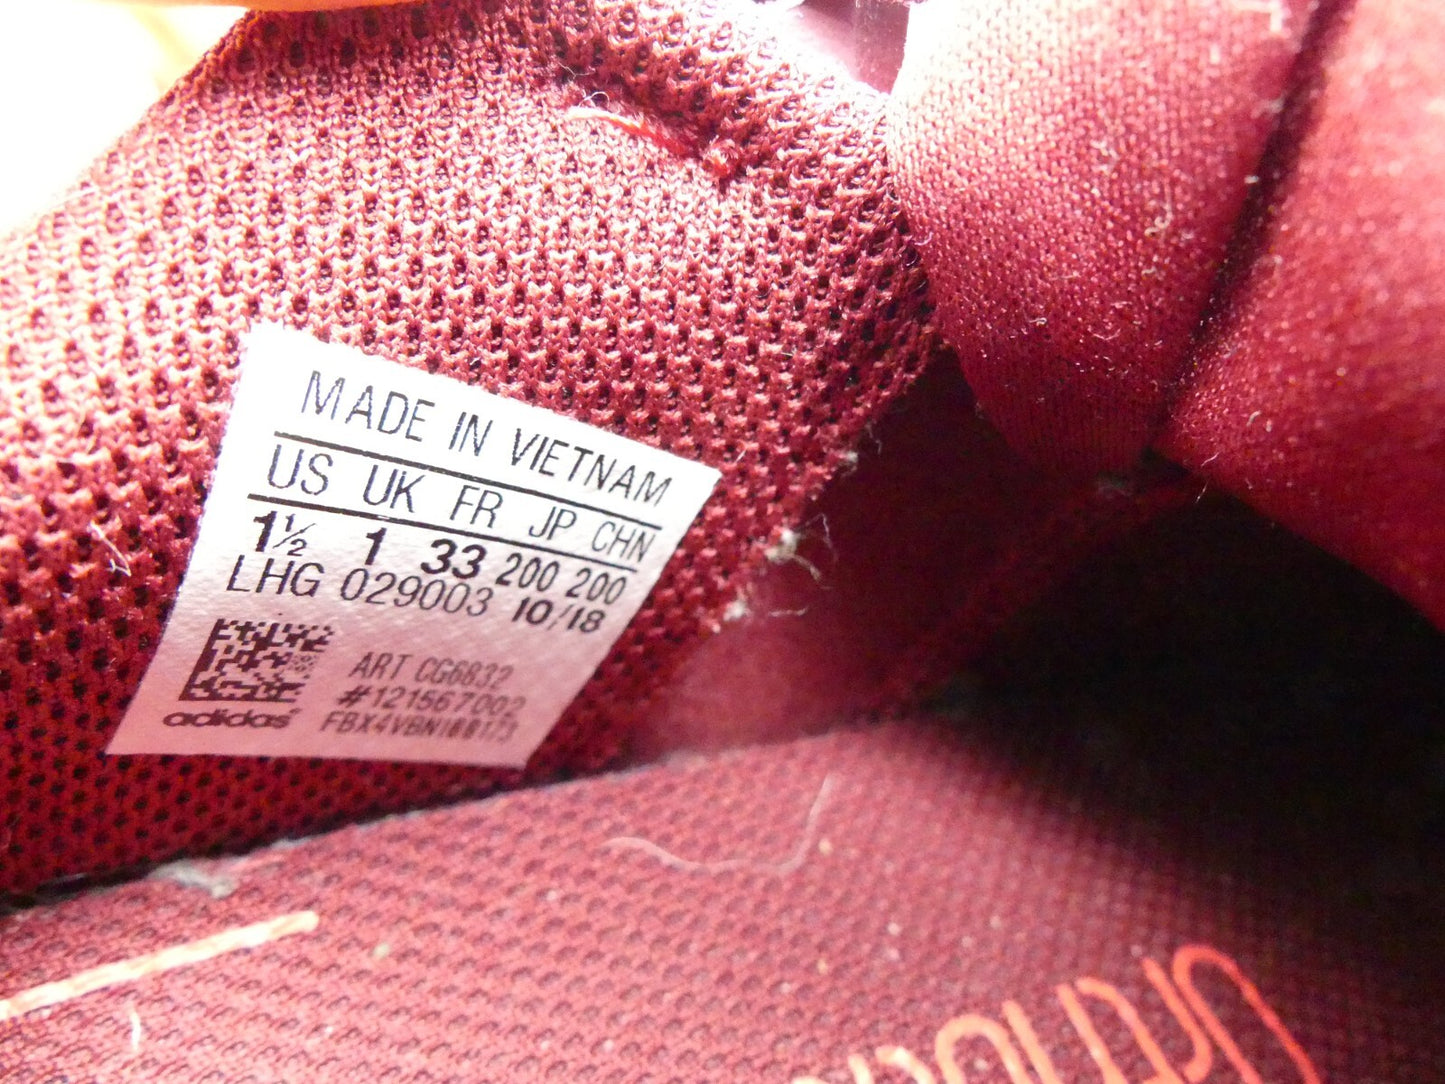 MADE IN VIETNAM
US UK FR JP CHN
1½ 1 33 200 200
LHG 029003 10/18
ART CG6832
#121567002
adidas